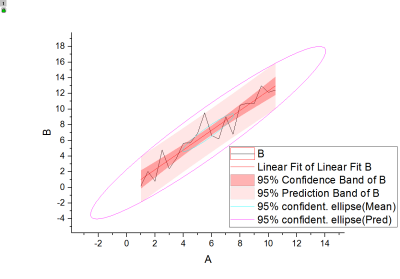 18
16
14
12
10
8
6
4
2
0
-2
-4
B
B
Linear Fit of Linear Fit B
95% Confidence Band of B
95% Prediction Band of B
95% confident. ellipse(Mean)
95% confident. ellipse(Pred)
-2 0 2 4 6 8 10 12 14
A